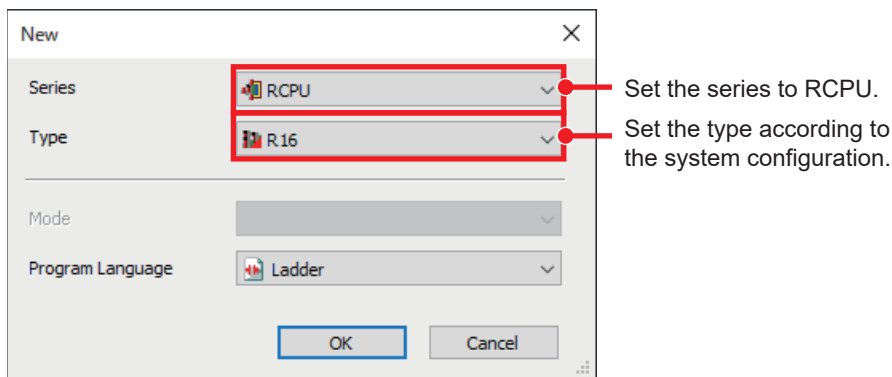 New
Series
RCPU
Set the series to RCPU.
Type
R16
Set the type according to
the system configuration.
Mode
Program Language
Ladder
OK
Cancel